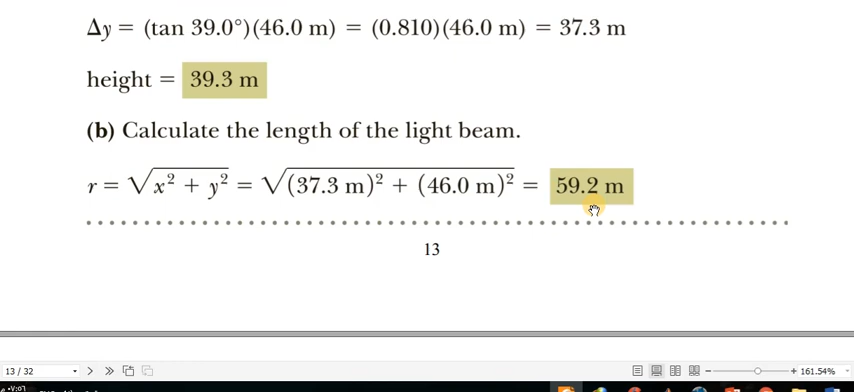 Δy = (tan 39.0°)(46.0 m) = (0.810)(46.0 m) = 37.3 m
height = 39.3 m
(b) Calculate the length of the light beam.
r = √x² + y² = √(37.3 m)² + (46.0 m)² = 59.2 m
13
13 / 32
161.54%